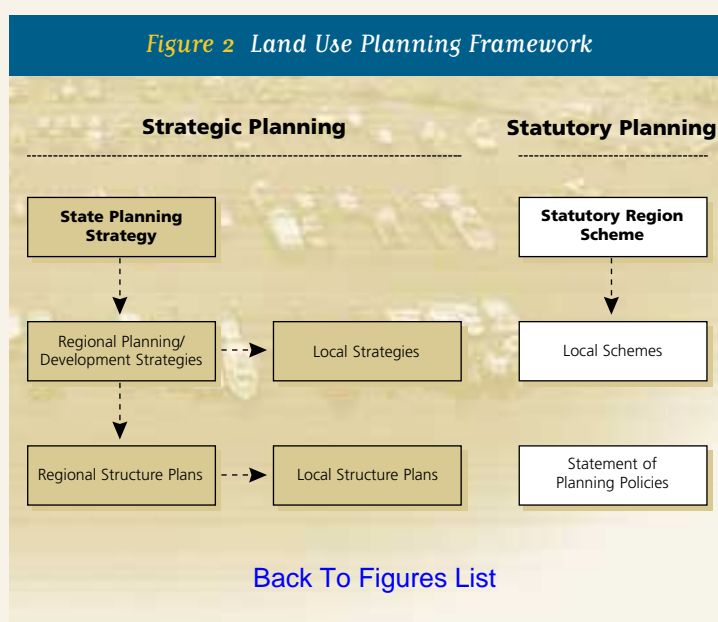 Figure 2 Land Use Planning Framework
Strategic Planning
Statutory Planning
State Planning
Strategy
Statutory Region
Scheme
Regional Planning/
Development Strategies
Local Strategies
Local Schemes
Regional Structure Plans
Local Structure Plans
Statement of
Planning Policies
Back To Figures List